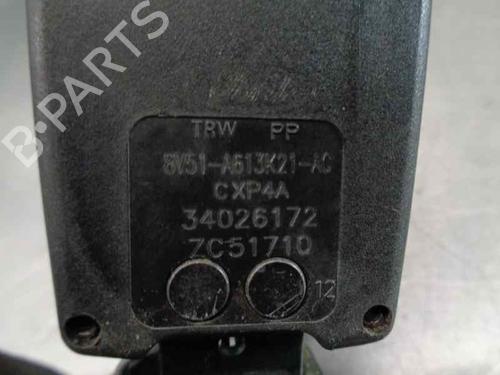 B-PARTS
TRW PP
8V51-A613K21-AC
CXP4A
34026172
ZC51710
12